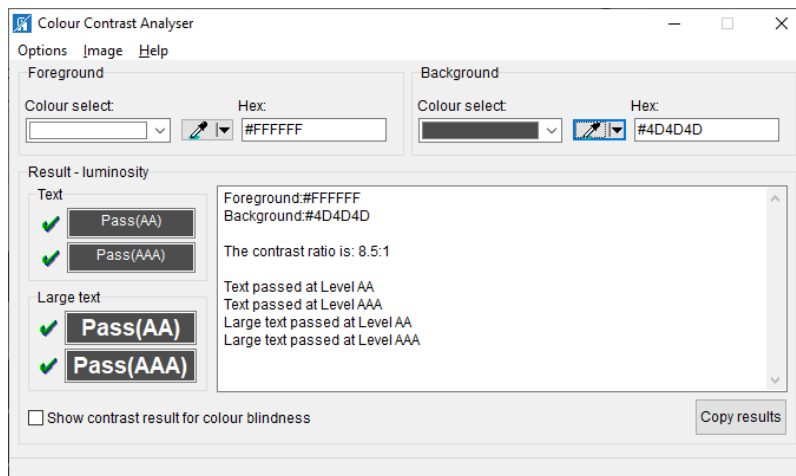 Colour Contrast Analyser
Options Image Help
Foreground
Colour select:
Hex:
#FFFFFF
Background
Colour select:
Hex:
#4D4D4D
Result - luminosity
Text
Pass(AA)
Pass(AAA)
Large text
Pass(AA)
Pass(AAA)
Foreground:#FFFFFF
Background:#4D4D4D
The contrast ratio is: 8.5:1
Text passed at Level AA
Text passed at Level AAA
Large text passed at Level AA
Large text passed at Level AAA
Show contrast result for colour blindness
Copy results